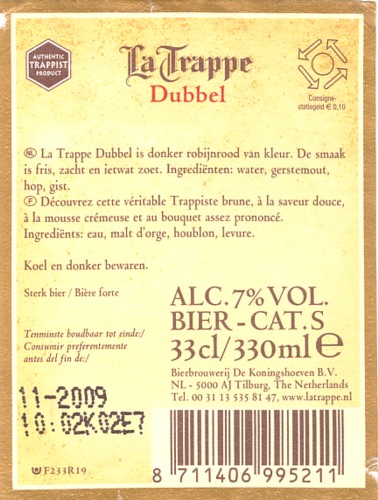 AUTHENTIC
TRAPPIST
PRODUCT
La Trappe
Dubbel
Consigne-
statiegeld € 0,10
NL La Trappe Dubbel is donker robijnrood van kleur. De smaak
is fris, zacht en ietwat zoet. Ingrediënten: water, gerstemout,
hop, gist.
F Découvrez cette véritable Trappiste brune, à la saveur douce,
à la mousse crémeuse et au bouquet assez prononcé.
Ingrediënts: eau, malt d'orge, houblon, levure.
Koel en donker bewaren.
Sterk bier / Bière forte
ALC. 7% VOL.
BIER - CAT. S
33cl/330ml e
Tenminste houdbaar tot einde:/
Consumir preferentemente
antes del fin de:/
Bierbrouwerij De Koningshoeven B.V.
NL - 5000 AJ Tilburg, The Netherlands
Tel. 00 31 13 535 81 47, www.latrappe.nl
11-2009
10:02K02E7
F233R19
8 711406 995211